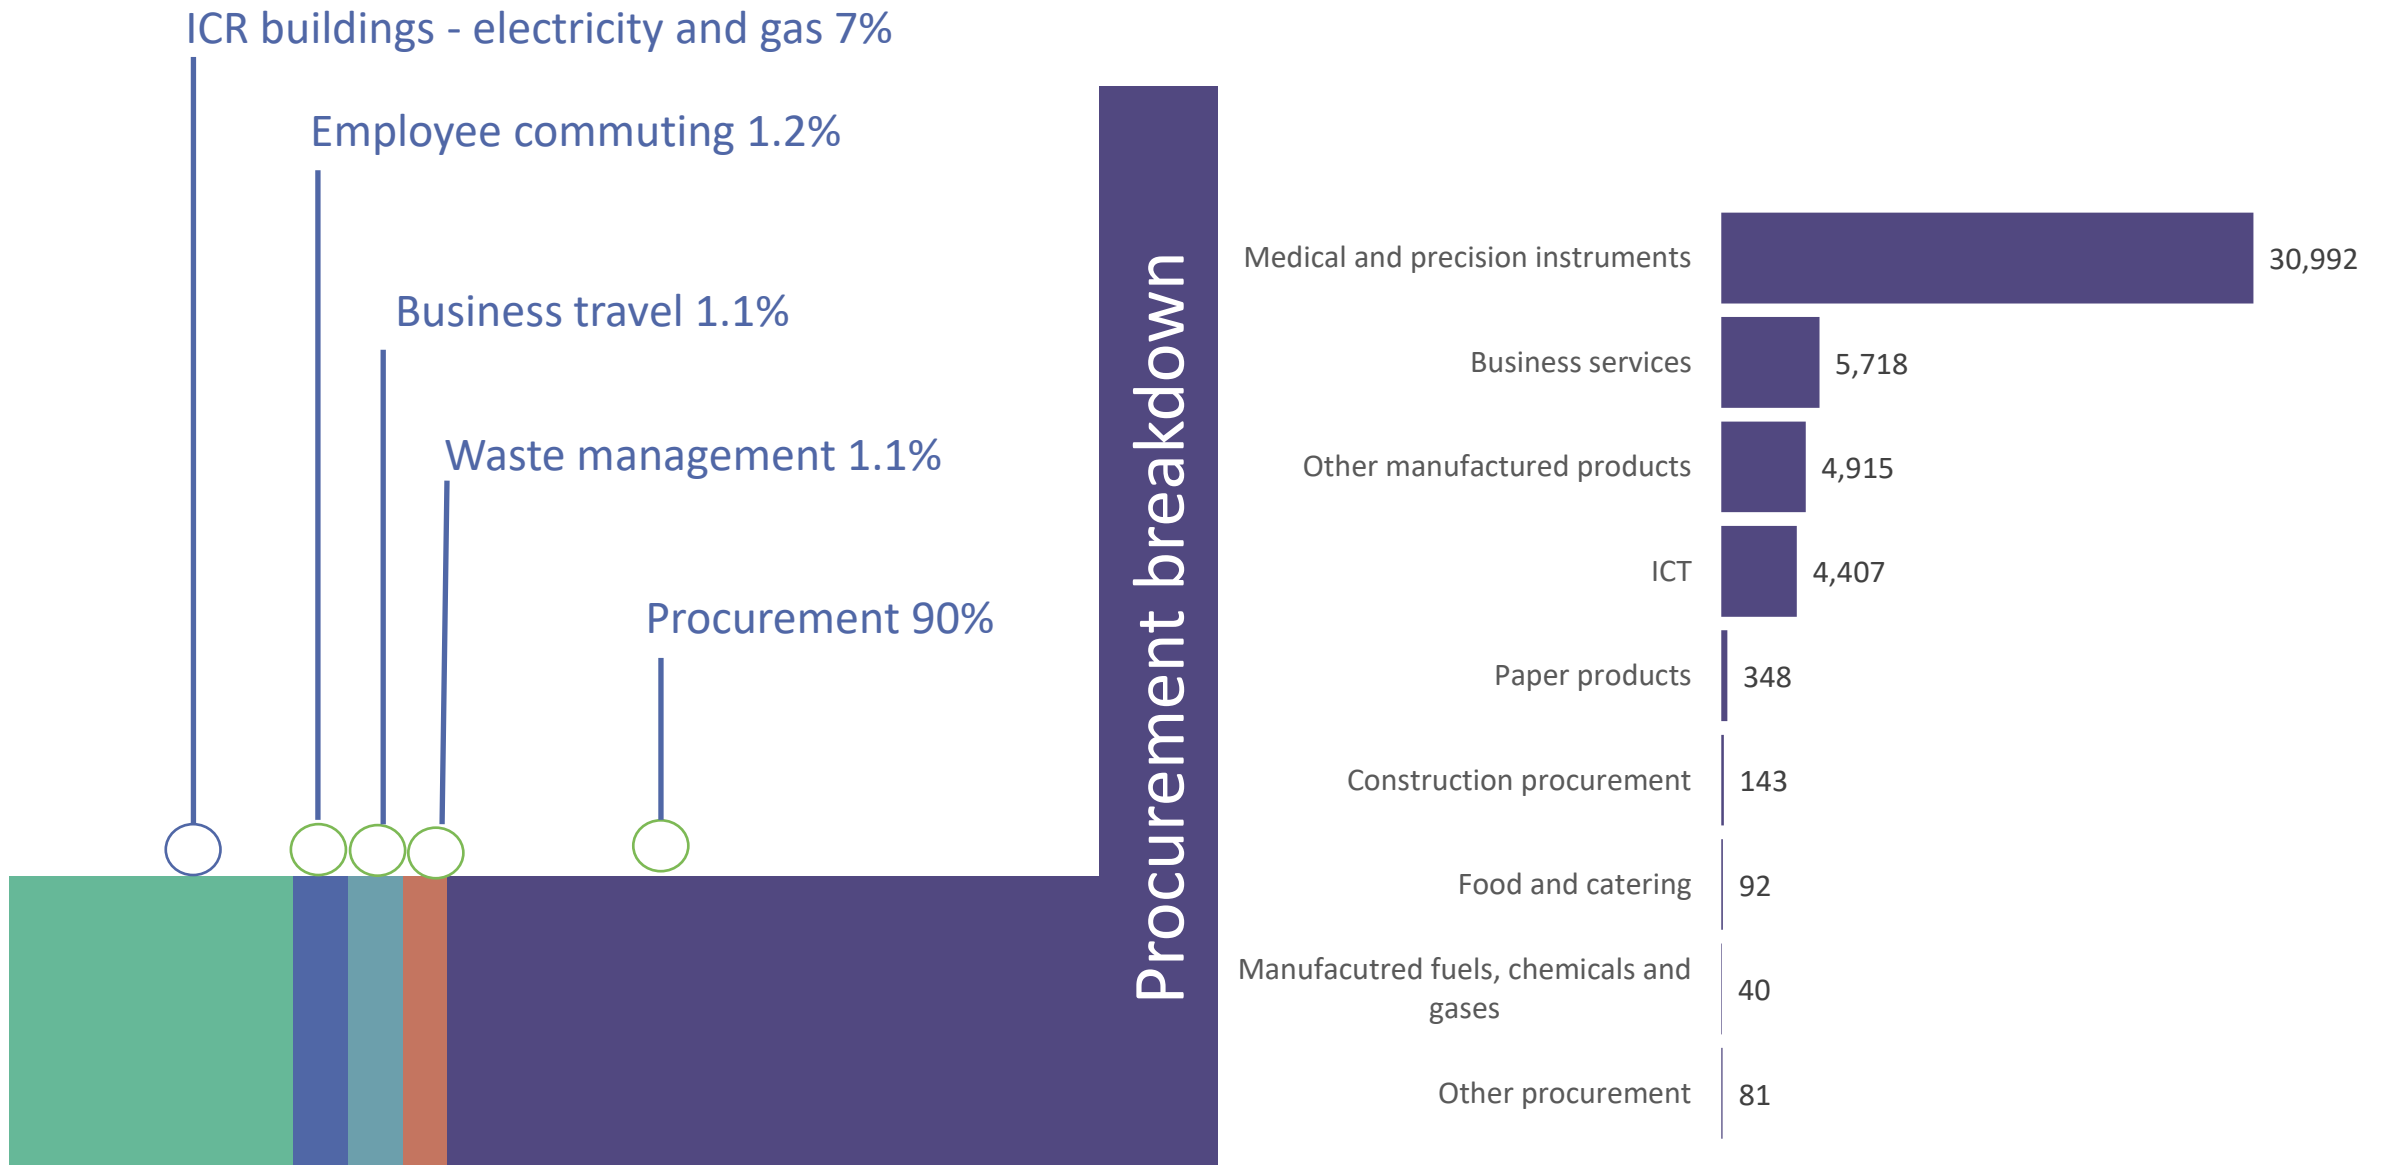 ICR buildings - electricity and gas 7%
Employee commuting 1.2%
Business travel 1.1%
Waste management 1.1%
Procurement 90%
Procurement breakdown
Medical and precision instruments 30,992
Business services 5,718
Other manufactured products 4,915
ICT 4,407
Paper products 348
Construction procurement 143
Food and catering 92
Manufacutred fuels, chemicals and
gases 40
Other procurement 81